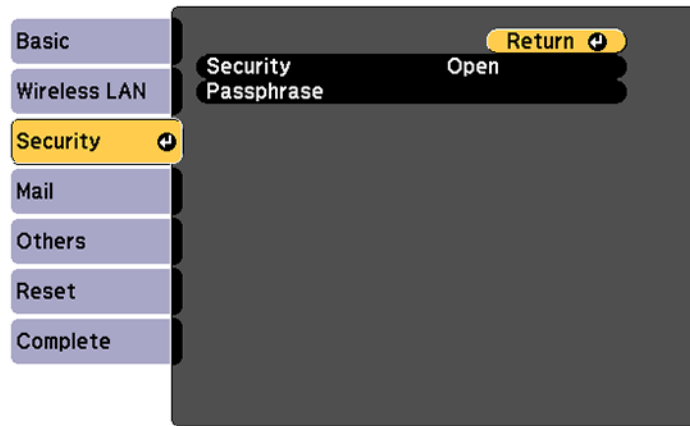 Basic
Wireless LAN
Security
Mail
Others
Reset
Complete
Return
Security Open
Passphrase